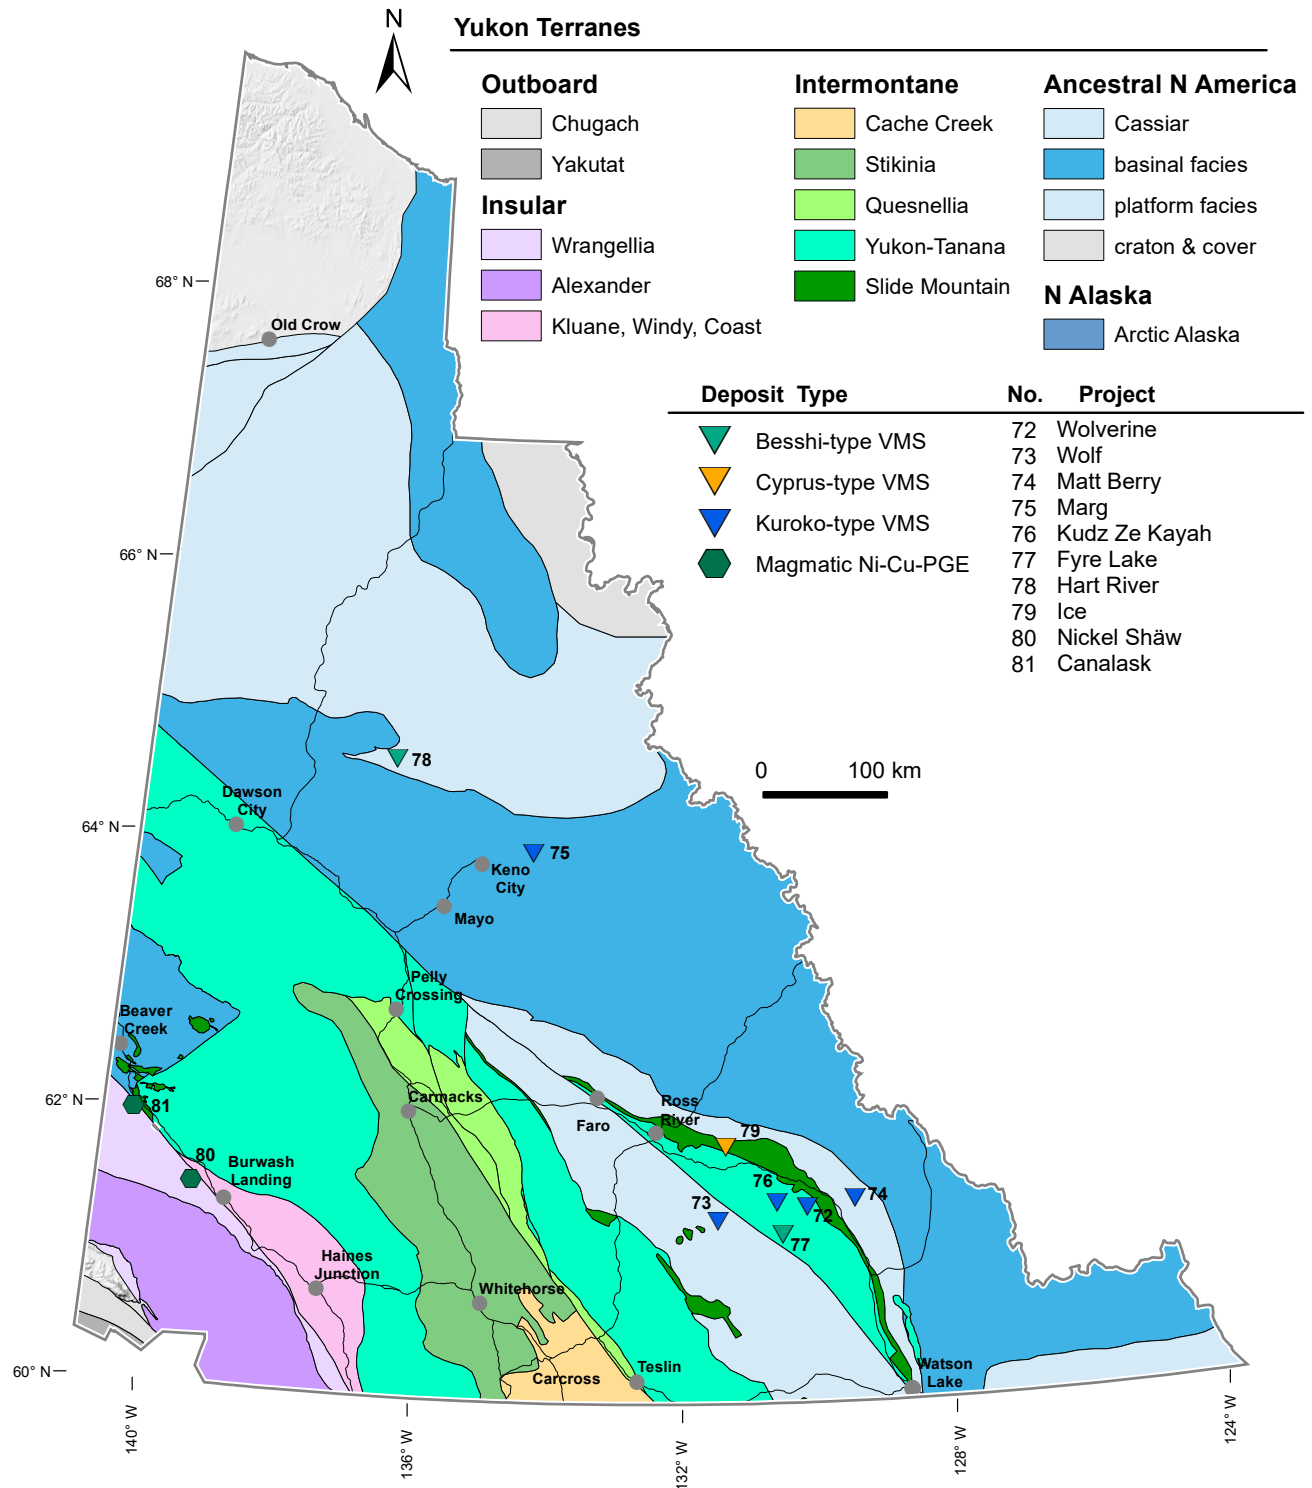 N
Yukon Terranes
Outboard
Chugach
Yakutat
Insular
Wrangellia
Alexander
Kluane, Windy, Coast
Intermontane
Cache Creek
Stikinia
Quesnellia
Yukon-Tanana
Slide Mountain
Ancestral N America
Cassiar
basinal facies
platform facies
craton & cover
N Alaska
Arctic Alaska
Deposit Type
Besshi-type VMS
Cyprus-type VMS
Kuroko-type VMS
Magmatic Ni-Cu-PGE
No. Project
72 Wolverine
73 Wolf
74 Matt Berry
75 Marg
76 Kudz Ze Kayah
77 Fyre Lake
78 Hart River
79 Ice
80 Nickel Shäw
81 Canalask
0 100 km
68° N
66° N
64° N
62° N
60° N
Old Crow
78
Dawson
City
75
Keno
City
Mayo
Pelly
Crossing
Beaver
Creek
81
Carmacks
Faro
Ross
River
79
80
Burwash
Landing
76
74
73
72
77
Haines
Junction
Whitehorse
Carcross
Teslin
Watson
Lake
140° W
136° W
132° W
128° W
124° W